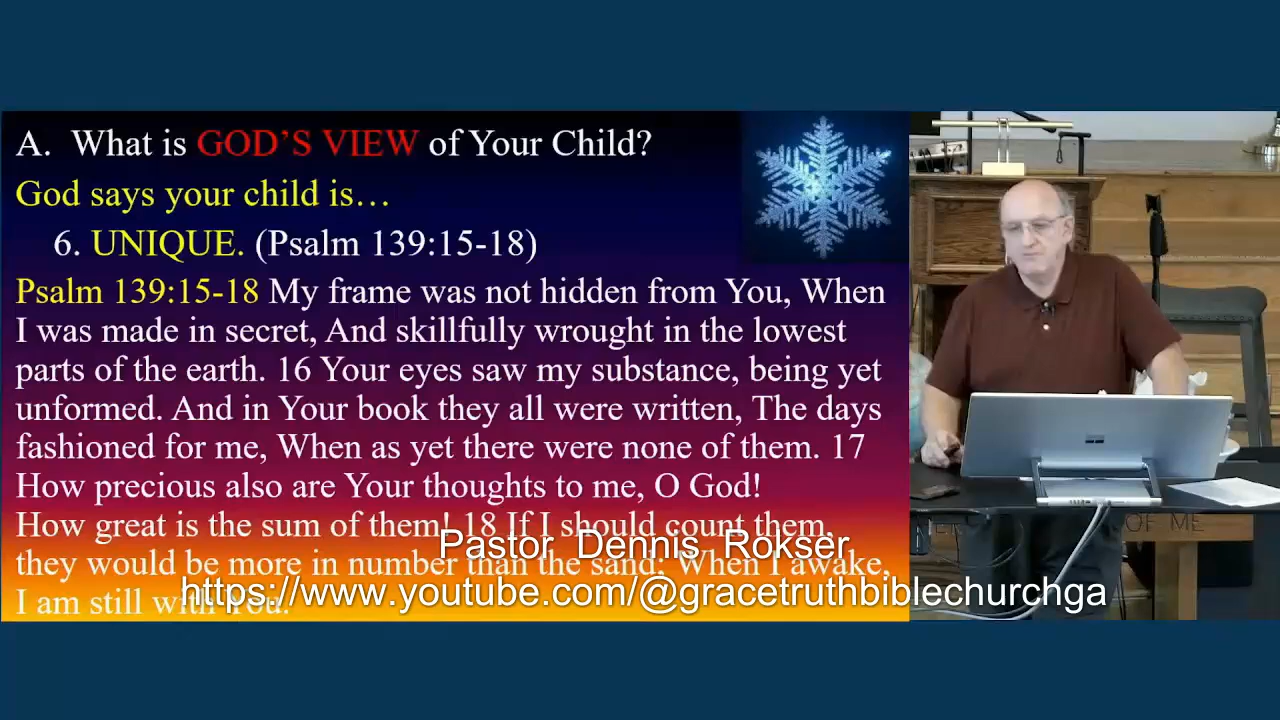 A. What is GOD'S VIEW of Your Child?
God says your child is…
6. UNIQUE. (Psalm 139:15-18)
Psalm 139:15-18 My frame was not hidden from You, When
I was made in secret, And skillfully wrought in the lowest
parts of the earth. 16 Your eyes saw my substance, being yet
unformed. And in Your book they all were written, The days
fashioned for me, When as yet there were none of them. 17
How precious also are Your thoughts to me, O God!
How great is the sum of them! 18 If I should count them,
they would be more in number than the sand; When I awake,
I am still with You.
Pastor Dennis Rokser
https://www.youtube.com/@gracetruthbiblechurchga
OF ME